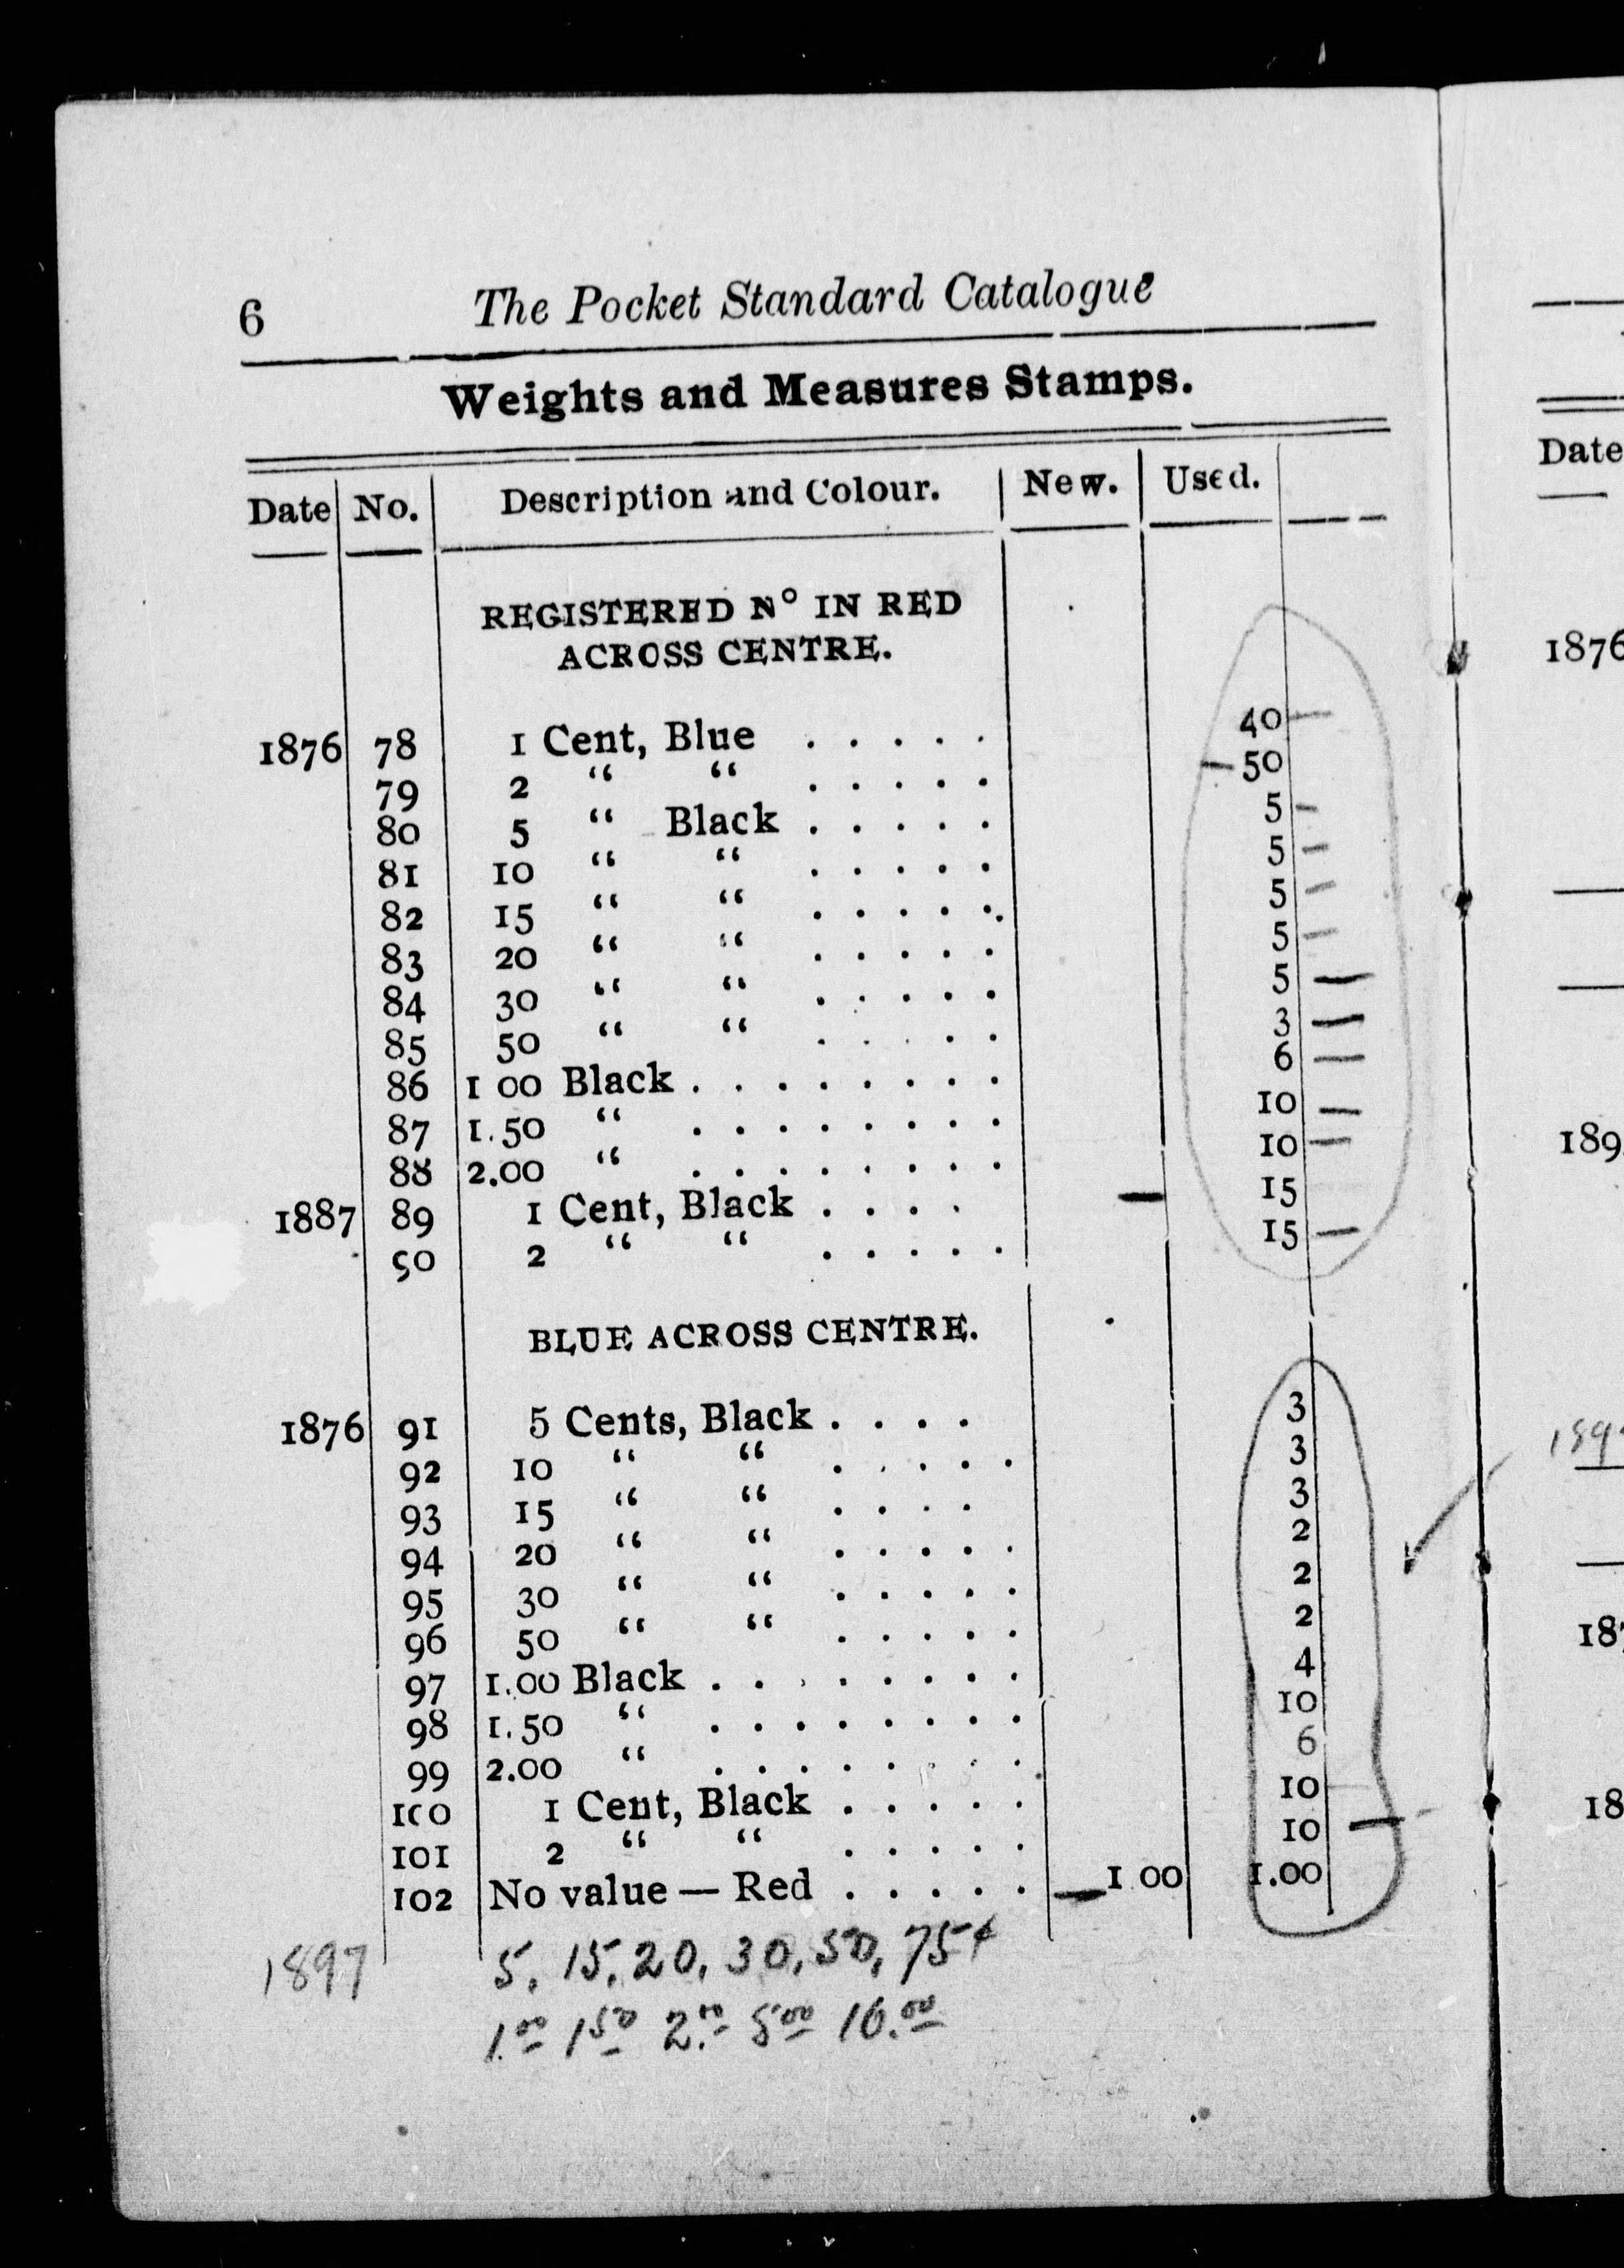 6 The Pocket Standard Catalogue
Weights and Measures Stamps.
Date No. Description and Colour. New. Used.
REGISTERED Nº IN RED
ACROSS CENTRE.
1876 78 1 Cent, Blue . . . . . 40
79 2 “ “ . . . . . 50
80 5 “ Black . . . . . 5
81 10 “ “ . . . . . 5
82 15 “ “ . . . . . 5
83 20 “ “ . . . . . 5
84 30 “ “ . . . . . 5
85 50 “ “ . . . . . 3
86 1 00 Black . . . . . . . . 6
87 1.50 “ . . . . . . . . 10
88 2.00 “ . . . . . . . . 10
1887 89 1 Cent, Black . . . . 15
90 2 “ “ . . . . . 15
BLUE ACROSS CENTRE.
1876 91 5 Cents, Black . . . . 3
92 10 “ “ . . . . . 3
93 15 “ “ . . . . 3
94 20 “ “ . . . . . 2
95 30 “ “ . . . . . 2
96 50 “ “ . . . . . 2
97 1.00 Black . . . . . . . . 4
98 1.50 “ . . . . . . . . 10
99 2.00 “ . . . . . . . . 6
100 1 Cent, Black . . . . . 10
101 2 “ “ . . . . . 10
102 No value — Red . . . . . 1 00 1.00
1897 5, 15, 20, 30, 50, 75¢
1.00 1 50 2.00 5 00 10.00
Date
1876
189
189
18
18